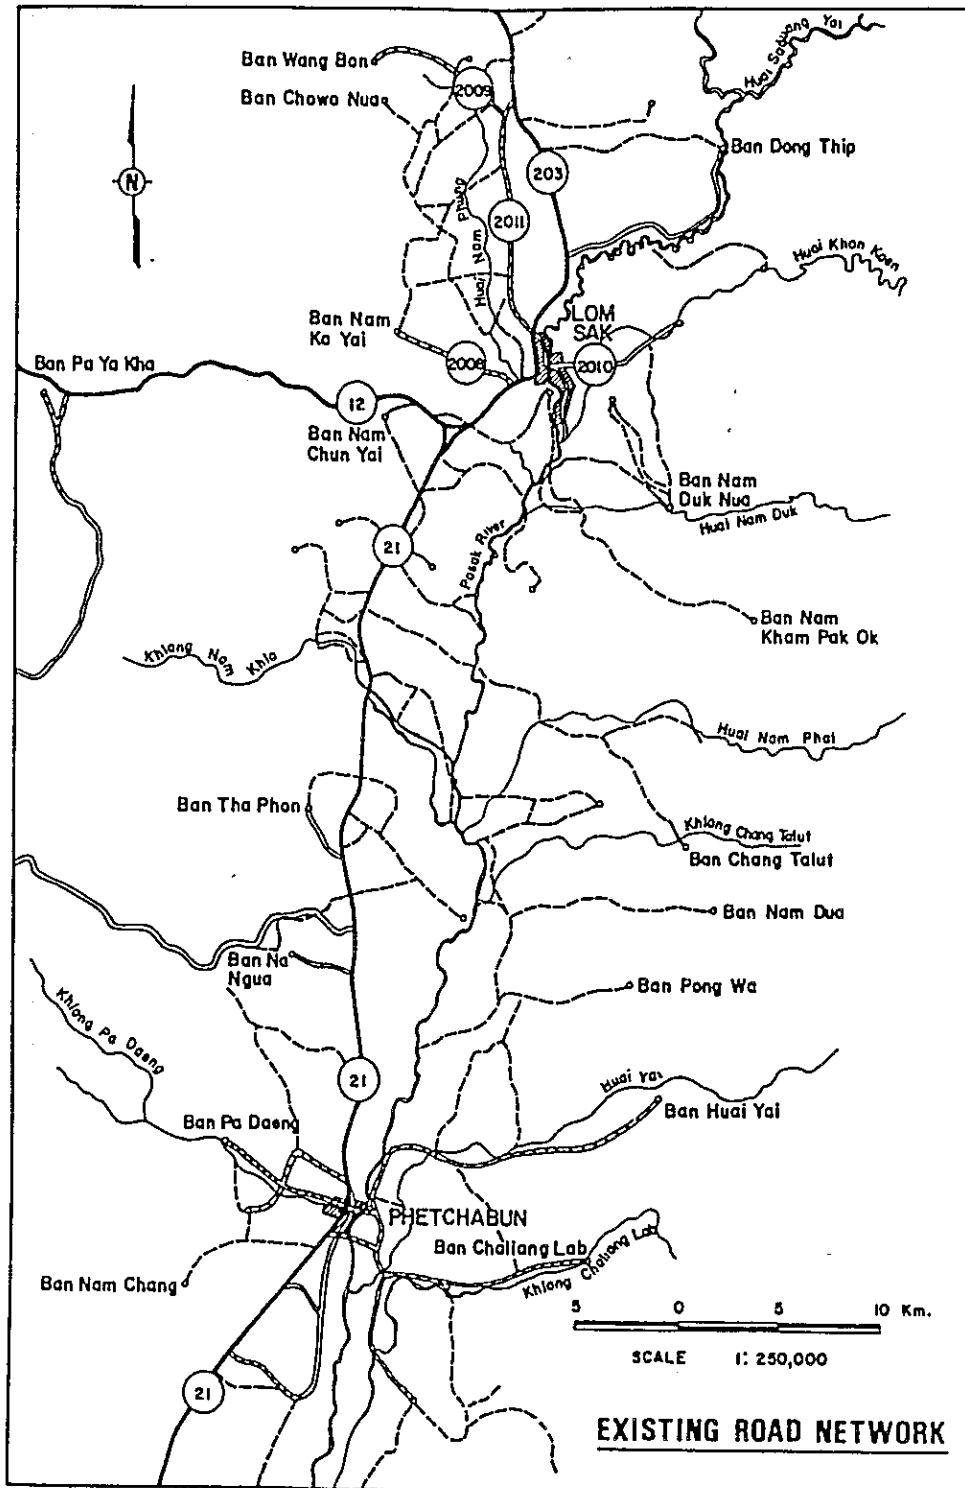 Huai Saduang Yai
Ban Wang Bon
2009
Ban Chowo Nua
Ban Dong Thip
N
203
2011
Huai Nam Phung
Huai Khon Kaen
LOM
SAK
Ban Nam
Ka Yai
Ban Pa Ya Kha
2008
2010
12
Ban Nam
Chun Yai
Ban Nam
Duk Nua
Huai Nam Duk
21
Pasak River
Ban Nam
Kham Pak Ok
Khlang Nam Khla
Huai Nam Phai
Ban Tha Phon
Khlong Chang Talut
Ban Chang Talut
Ban Nam Dua
Ban Na
Ngua
Ban Pong Wa
Khlong Pa Daeng
21
Huai Yai
Ban Huai Yai
Ban Pa Daeng
PHETCHABUN
Ban Chaliang Lab
Khlong Chaliang Lab
Ban Nam Chang
5 0 5 10 Km.
SCALE 1: 250,000
21
EXISTING ROAD NETWORK